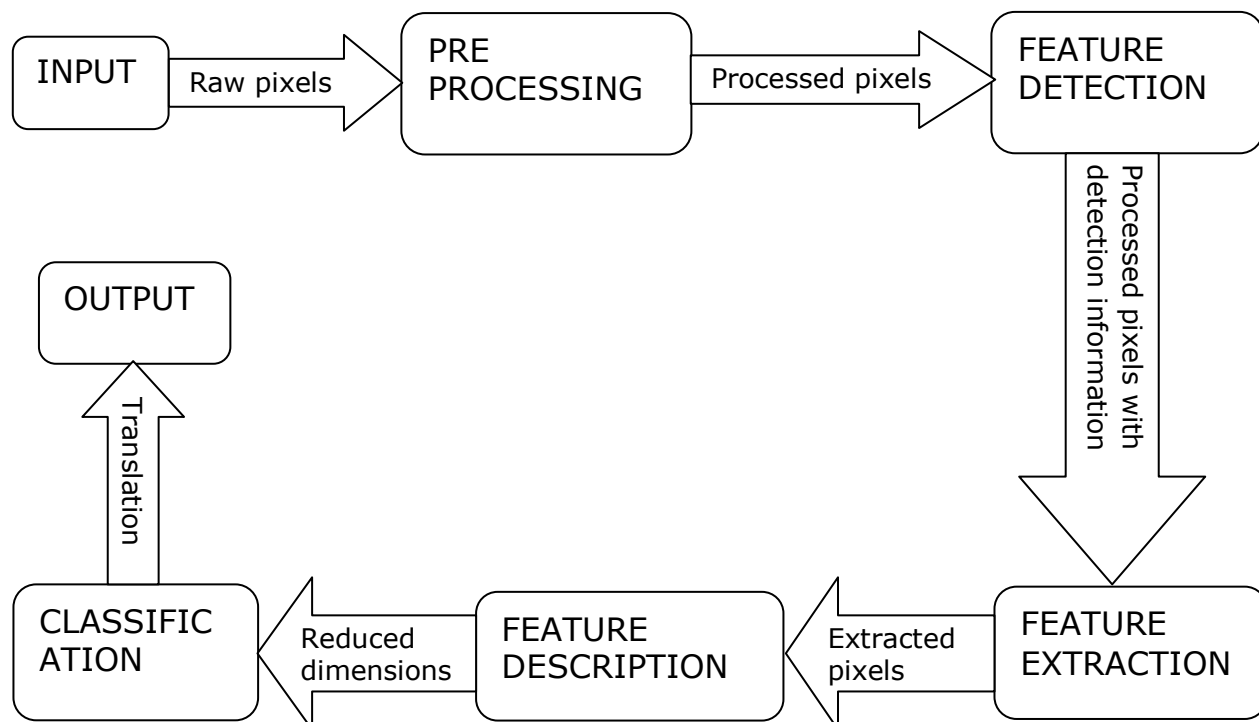 INPUT
Raw pixels
PRE
PROCESSING
Processed pixels
FEATURE
DETECTION
Processed pixels with
detection information
FEATURE
EXTRACTION
Extracted
pixels
FEATURE
DESCRIPTION
Reduced
dimensions
CLASSIFIC
ATION
Translation
OUTPUT